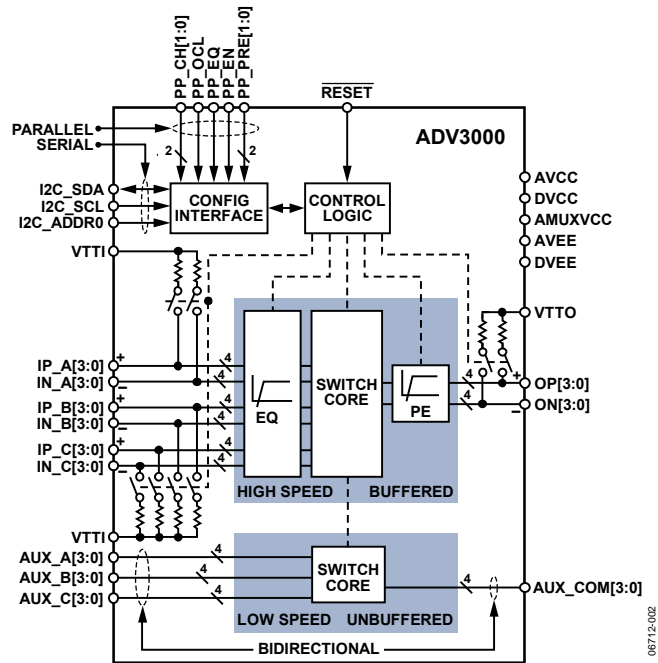 PP_CH[1:0]
PP_OCL
PP_EQ
PP_EN
PP_PRE[1:0]
RESET
PARALLEL
SERIAL
ADV3000
2
2
I2C_SDA
I2C_SCL
I2C_ADDR0
CONFIG
INTERFACE
CONTROL
LOGIC
AVCC
DVCC
AMUXVCC
AVEE
DVEE
VTTI
VTTO
+
IP_A[3:0]
IN_A[3:0]
−
4
4
+
IP_B[3:0]
IN_B[3:0]
−
4
4
+
IP_C[3:0]
IN_C[3:0]
−
4
4
EQ
SWITCH
CORE
PE
4
4
+
OP[3:0]
ON[3:0]
−
HIGH SPEED
BUFFERED
VTTI
AUX_A[3:0]
AUX_B[3:0]
AUX_C[3:0]
4
4
4
SWITCH
CORE
4
AUX_COM[3:0]
LOW SPEED
UNBUFFERED
BIDIRECTIONAL
06712-002